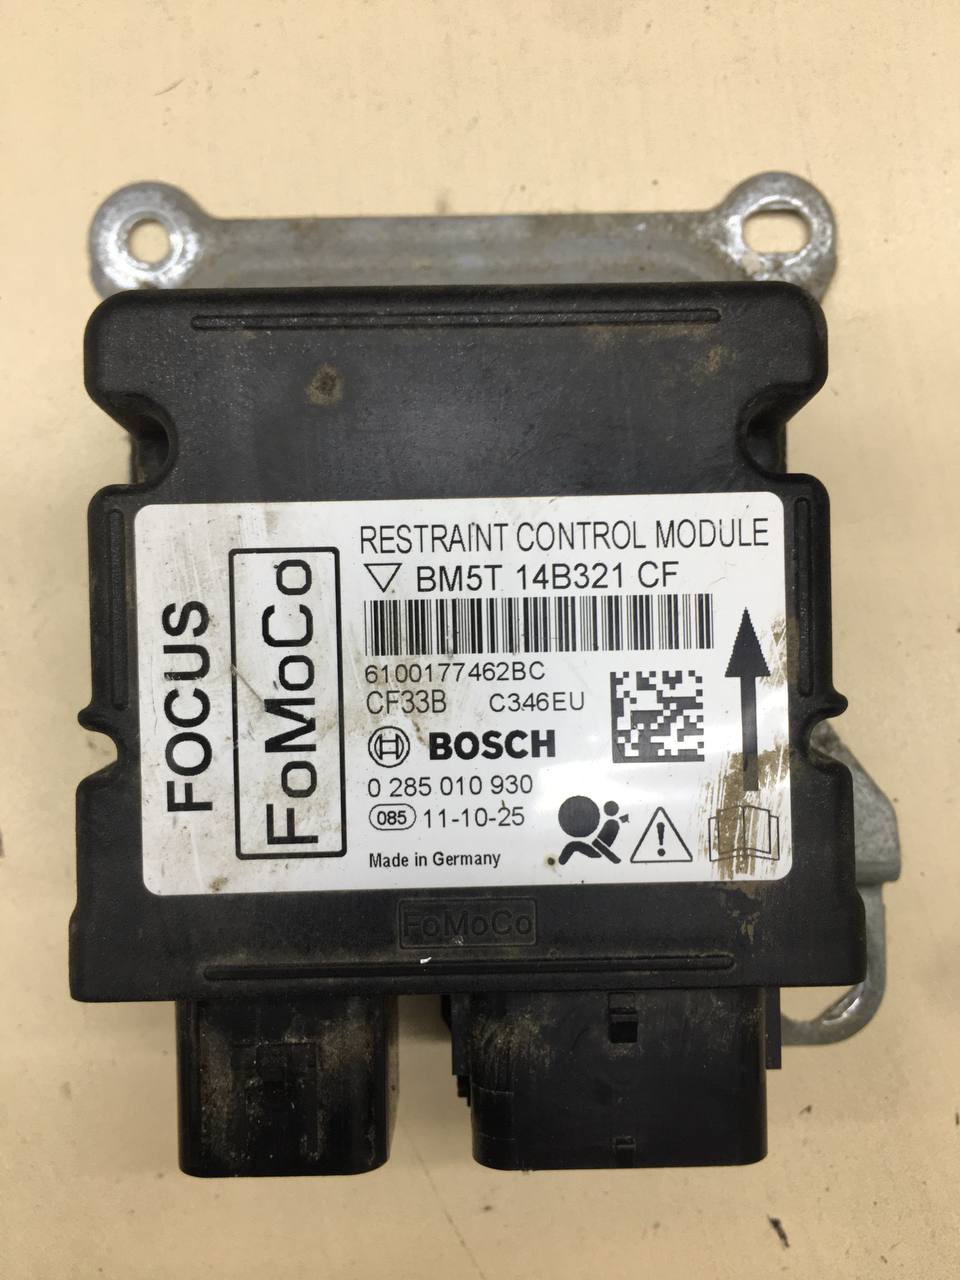 RESTRAINT CONTROL MODULE
BM5T 14B321 CF
6100177462BC
CF33B C346EU
BOSCH
0 285 010 930
085 11-10-25
Made in Germany
FOCUS
FoMoCo
FoMoCo